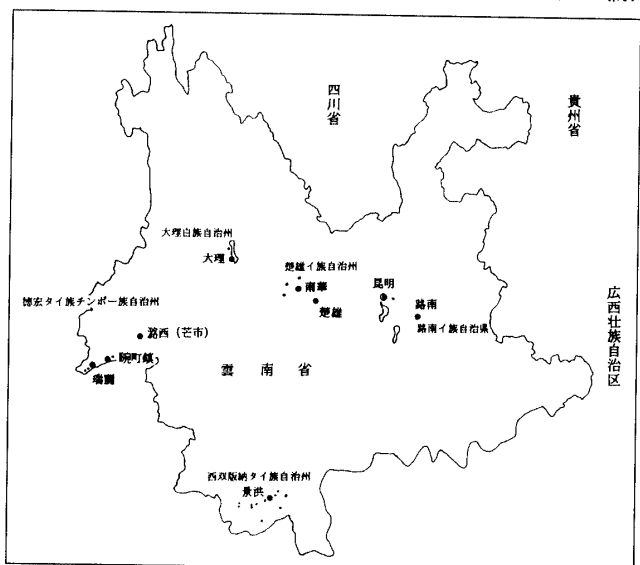 四川省
貴州省
大理白族自治州
大理
楚雄イ族自治州
南華
楚雄
昆明
路南
路南イ族自治県
広西壮族自治区
徳宏タイ族チンポー族自治州
潞西（芒市）
畹町鎮
瑞麗
雲南省
西双版納タイ族自治州
景洪